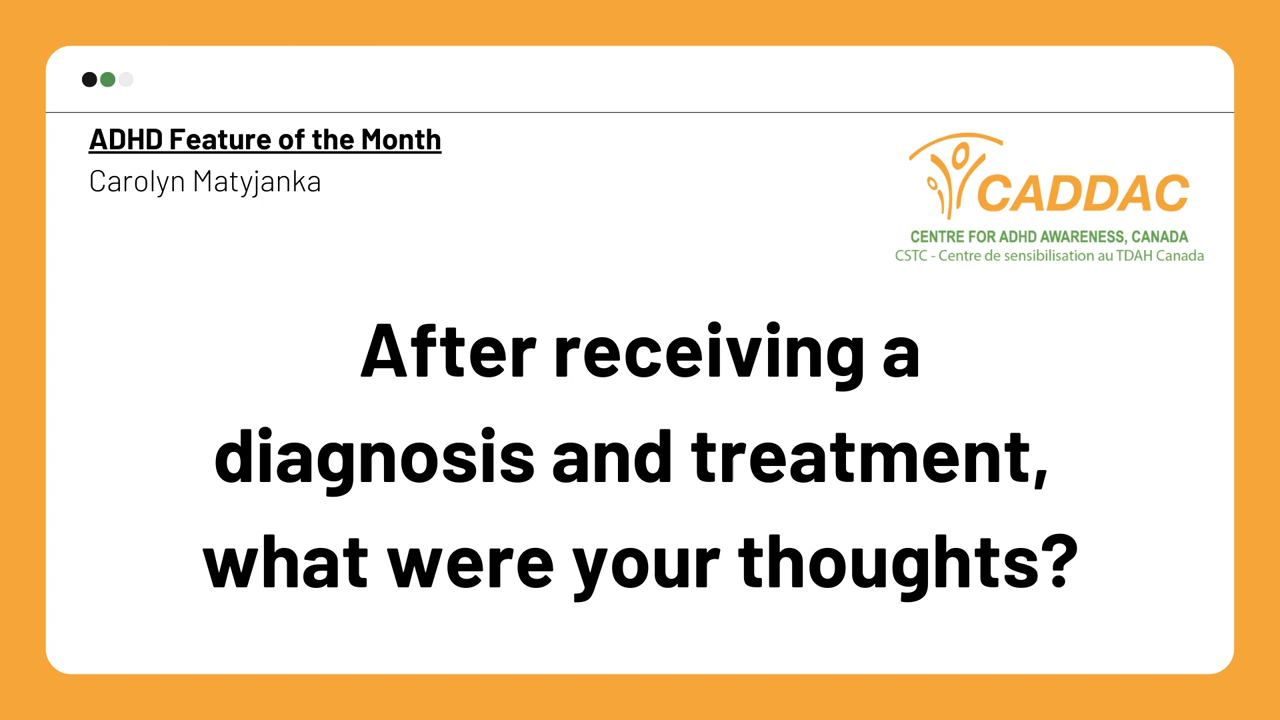 ADHD Feature of the Month
Carolyn Matyjanka
CADDAC
CENTRE FOR ADHD AWARENESS, CANADA
CSTC - Centre de sensibilisation au TDAH Canada
After receiving a
diagnosis and treatment,
what were your thoughts?